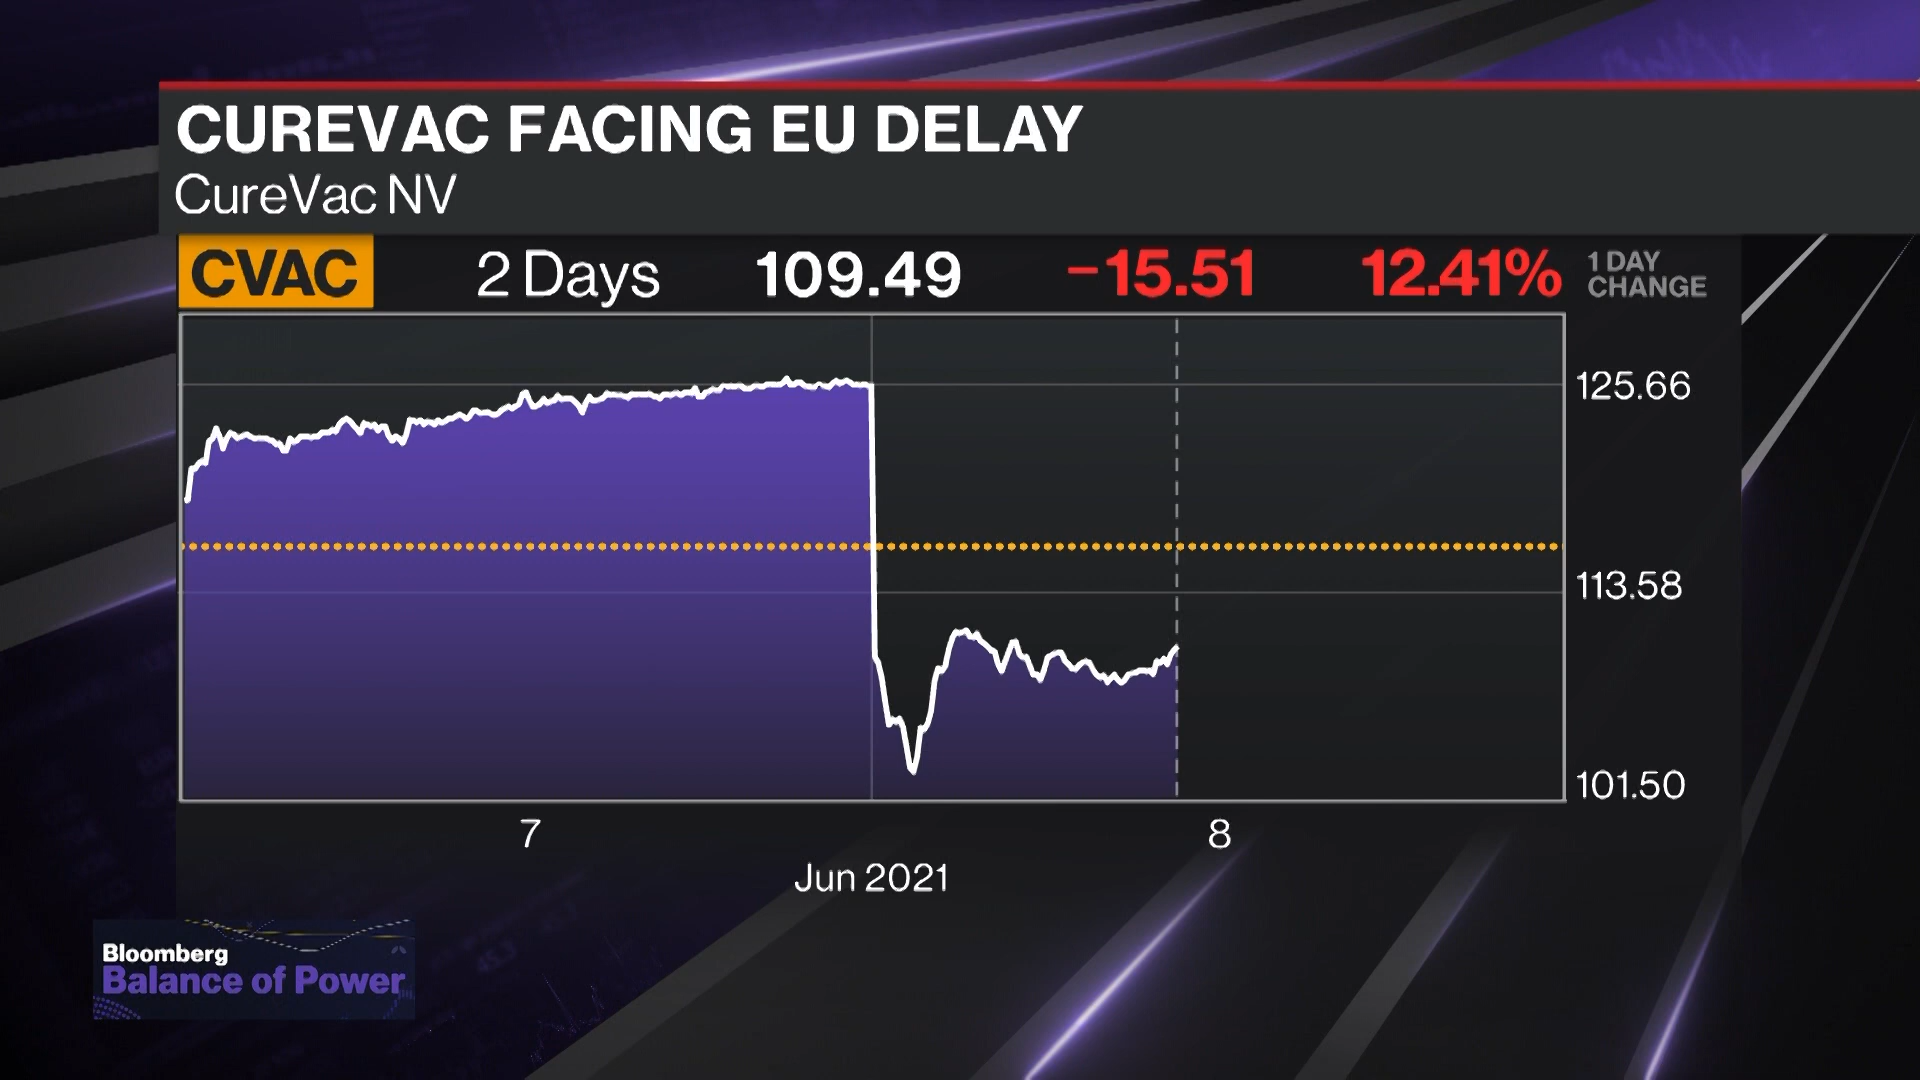 CUREVAC FACING EU DELAY
CureVac NV
CVAC 2 Days 109.49 -15.51 12.41% 1 DAY
CHANGE
125.66
113.58
101.50
7 8
Jun 2021
Bloomberg
Balance of Power